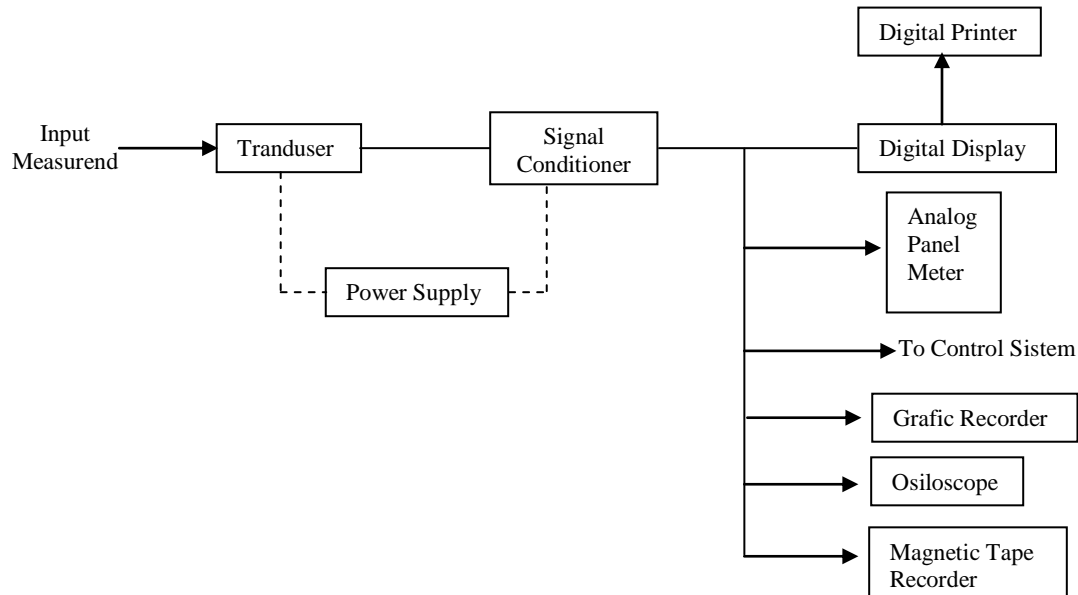 Digital Printer
Input
Measurend
Tranduser
Signal
Conditioner
Digital Display
Analog
Panel
Meter
Power Supply
To Control Sistem
Grafic Recorder
Osiloscope
Magnetic Tape
Recorder